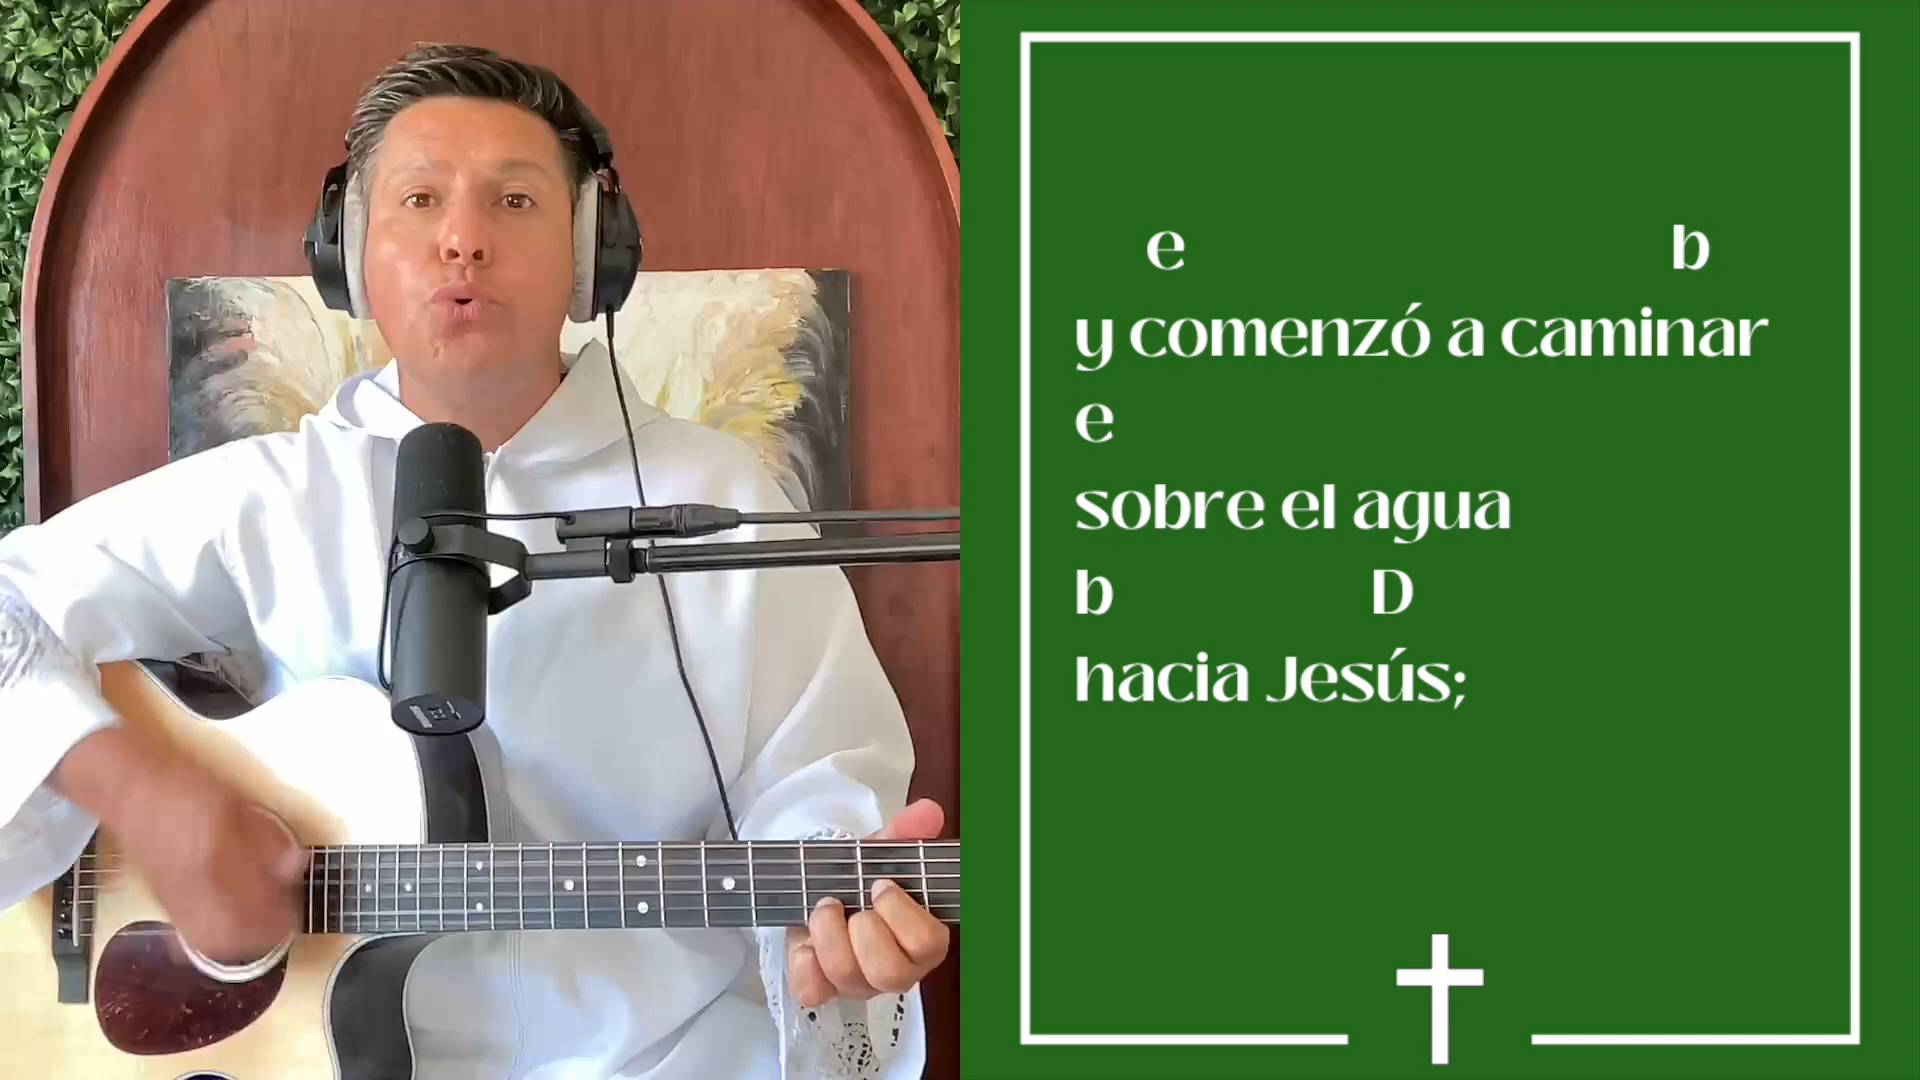 e b
y comenzó a caminar
e
sobre el agua
b D
hacia Jesús;